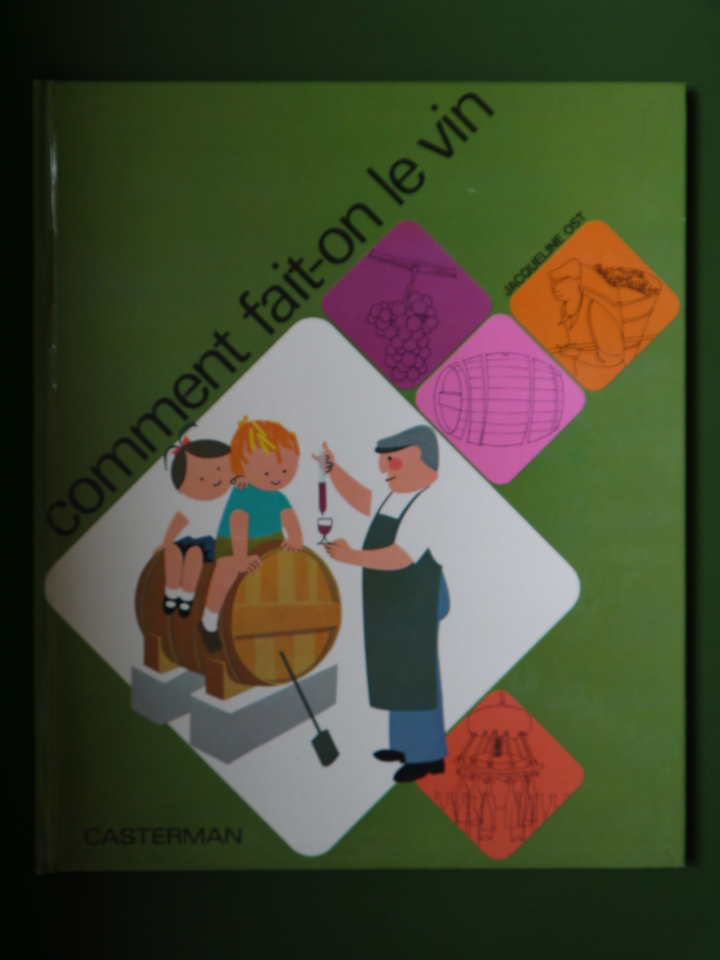 comment fait-on le vin
JACQUELINE OST
CASTERMAN